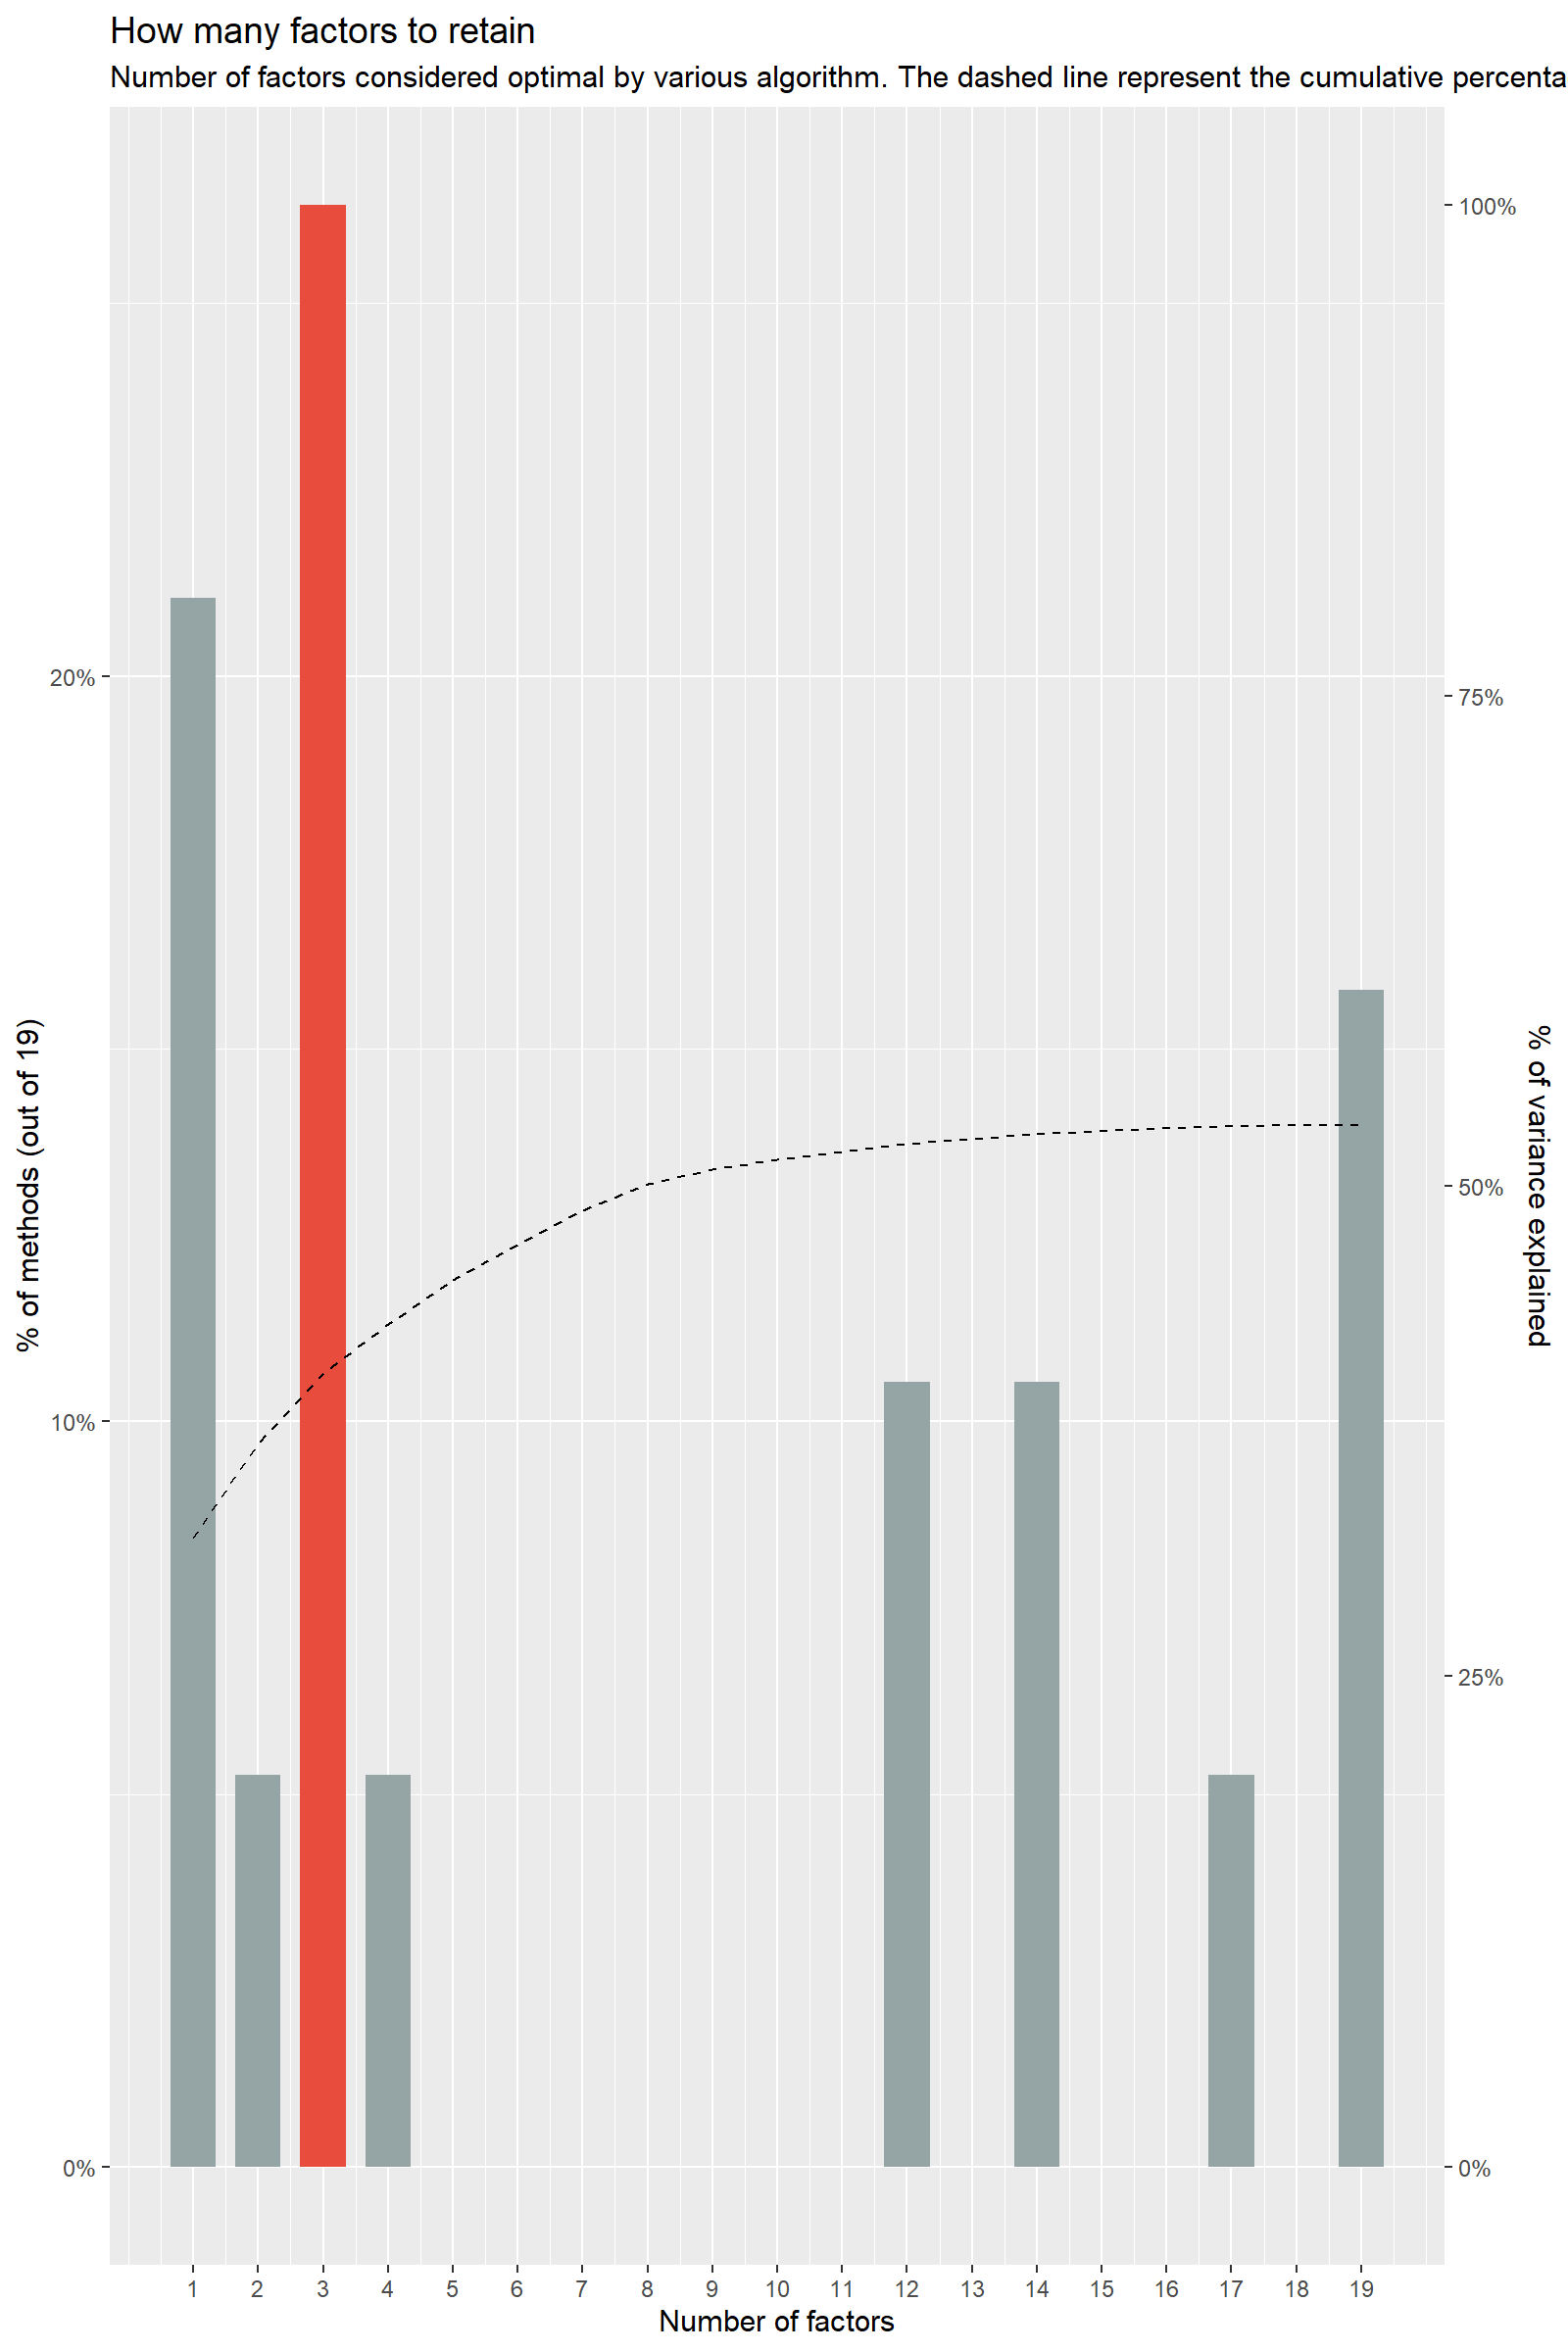 How many factors to retain
Number of factors considered optimal by various algorithm. The dashed line represent the cumulative percenta
% of methods (out of 19)
20%
10%
0%
100%
75%
50%
25%
0%
% of variance explained
1 2 3 4 5 6 7 8 9 10 11 12 13 14 15 16 17 18 19
Number of factors